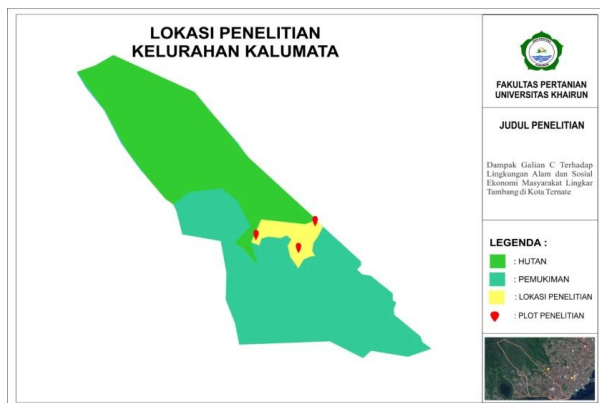 LOKASI PENELITIAN
KELURAHAN KALUMATA
FAKULTAS PERTANIAN
UNIVERSITAS KHAIRUN
JUDUL PENELITIAN
Dampak Galian C Terhadap
Lingkungan Alam dan Sosial
Ekonomi Masyarakat Lingkar
Tambang di Kota Ternate
LEGENDA :
: HUTAN
: PEMUKIMAN
: LOKASI PENELITIAN
: PLOT PENELITIAN